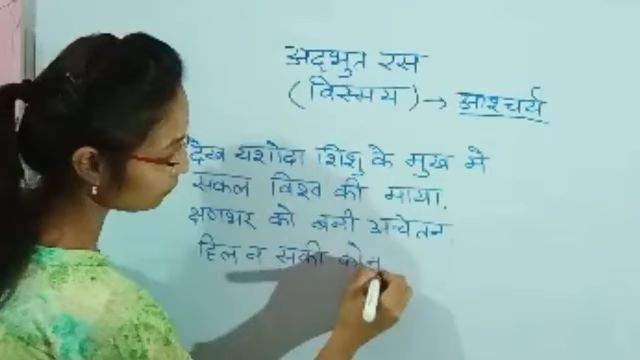 अद्भुत रस
(विस्मय) → आश्चर्य
देख यशोदा शिशु के मुख में
सकल विश्व की माया,
क्षणभर को बनी अचेतन,
हिल न सकी कोम